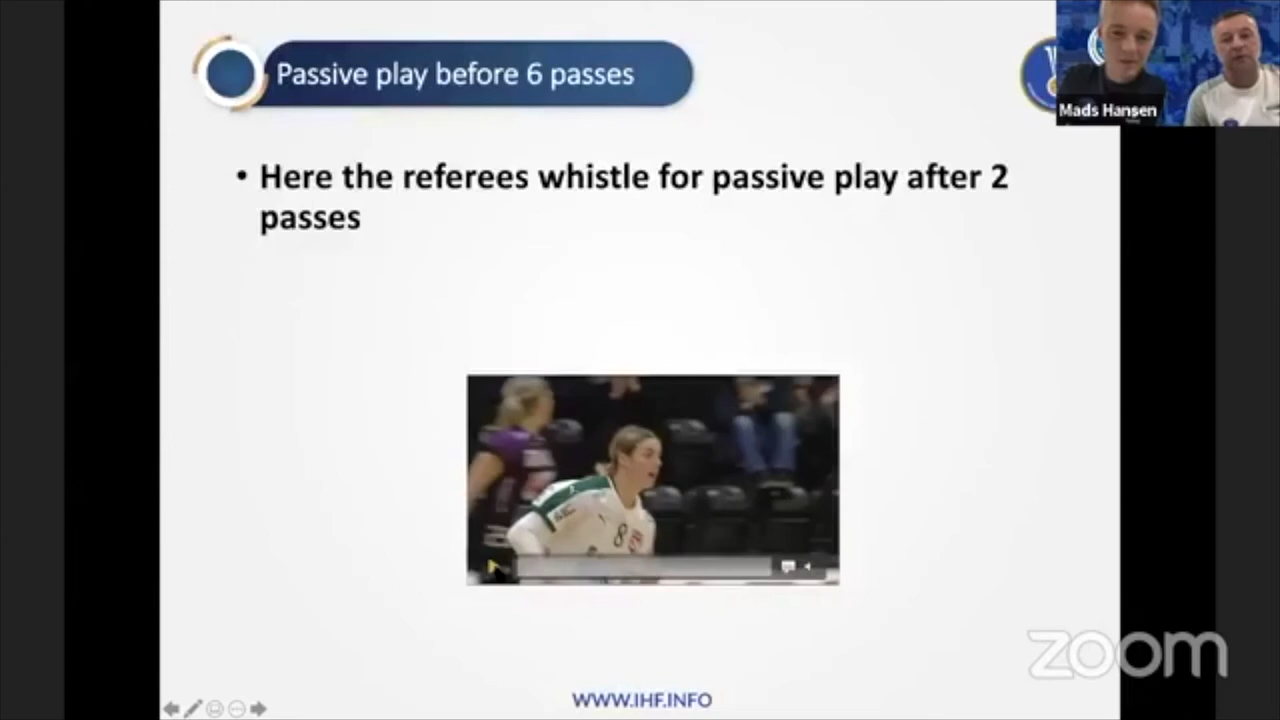 Passive play before 6 passes
Mads Hansen
• Here the referees whistle for passive play after 2
passes
8
zoom
WWW.IHF.INFO